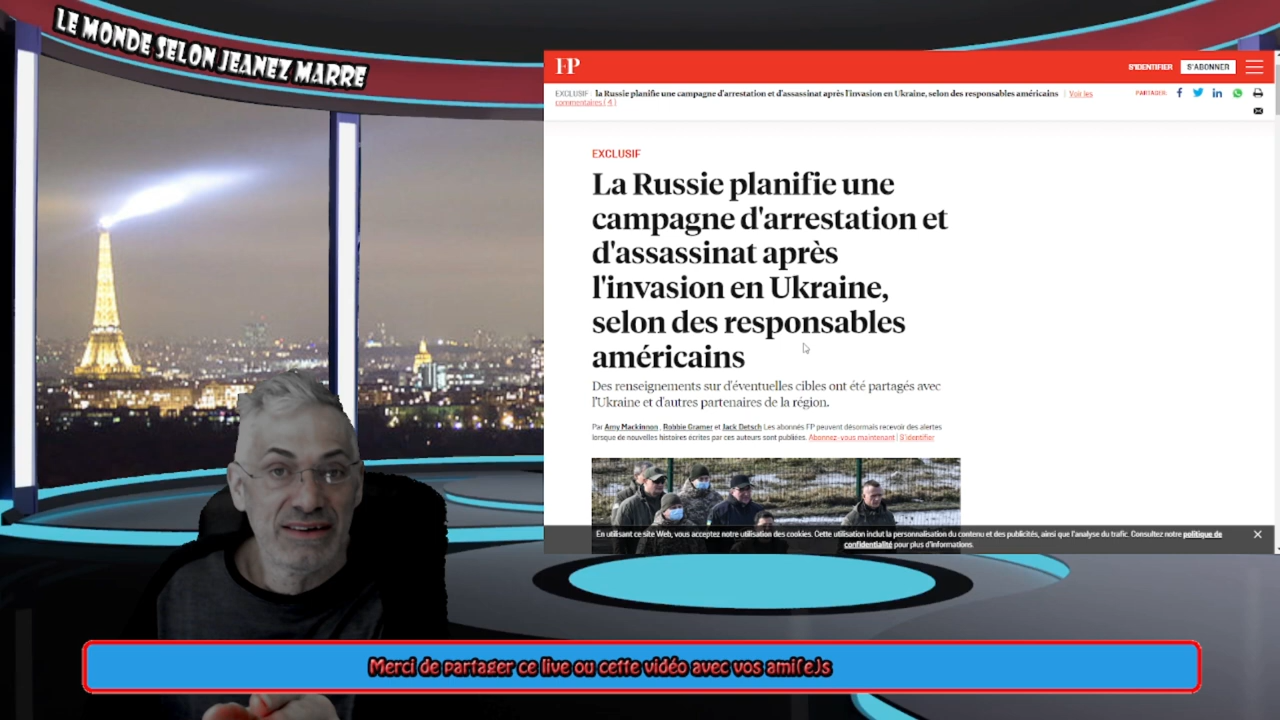 LE MONDE SELON JEANEZ MARRE
FP
S'IDENTIFIER
S'ABONNER
EXCLUSIF : la Russie planifie une campagne d'arrestation et d'assassinat après l'invasion en Ukraine, selon des responsables américains | Voir les
commentaires ( 4 )
PARTAGER:
EXCLUSIF
La Russie planifie une
campagne d'arrestation et
d'assassinat après
l'invasion en Ukraine,
selon des responsables
américains
Des renseignements sur d'éventuelles cibles ont été partagés avec
l'Ukraine et d'autres partenaires de la région.
Par Amy Mackinnon , Robbie Gramer et Jack Detsch Les abonnés FP peuvent désormais recevoir des alertes
lorsque de nouvelles histoires écrites par ces auteurs sont publiées. Abonnez-vous maintenant | S'identifier
En utilisant ce site Web, vous acceptez notre utilisation des cookies. Cette utilisation inclut la personnalisation du contenu et des publicités, ainsi que l'analyse du trafic. Consultez notre politique de
confidentialité pour plus d'informations.
Merci de partager ce live ou cette vidéo avec vos ami(e)s